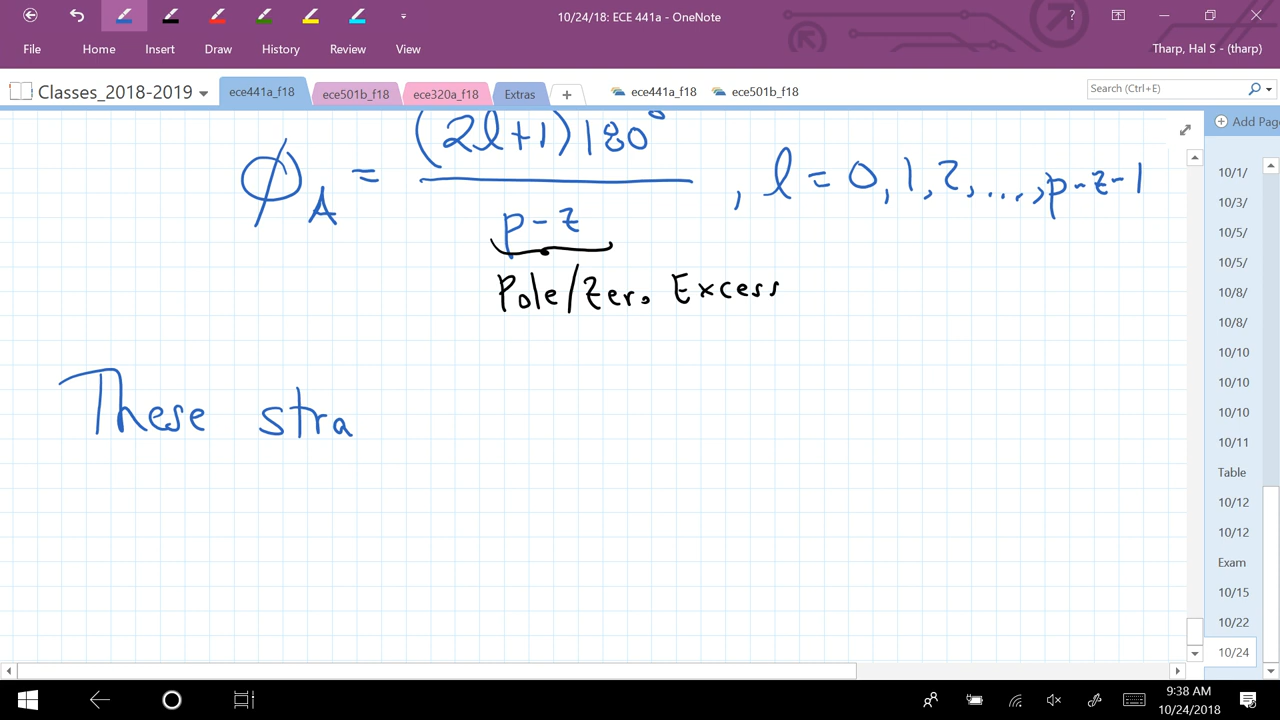 10/24/18: ECE 441a - OneNote
?
Tharp, Hal S - (tharp)
File Home Insert Draw History Review View
Classes_2018-2019
ece441a_f18 ece501b_f18 ece320a_f18 Extras + ece441a_f18 ece501b_f18
Search (Ctrl+E)
Add Pag
ϕ_A = (2l+1)180° / p-z , l = 0, 1, 2, ..., p-z-1
Pole/Zero Excess
These stra
10/1/
10/3/
10/5/
10/5/
10/8/
10/8/
10/10
10/10
10/10
10/11
Table
10/12
10/12
Exam
10/15
10/22
10/24
9:38 AM
10/24/2018